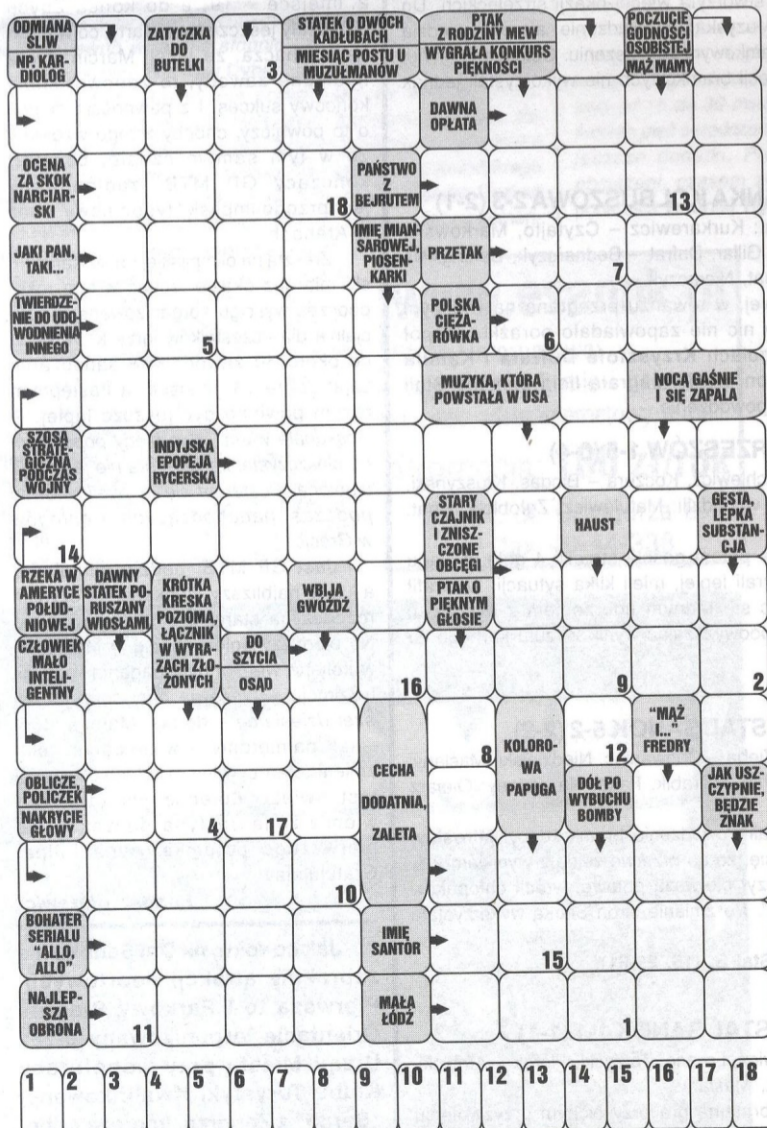 ODMIANA
ŚLIW
NP. KAR-
DIOLOG
ZATYCZKA
DO
BUTELKI
3
STATEK O DWÓCH
KADŁUBACH
MIESIĄC POSTU U
MUZUŁMANÓW
PTAK
Z RODZINY MEW
WYGRAŁA KONKURS
PIĘKNOŚCI
POCZUCIE
GODNOŚCI
OSOBISTEJ
MĄŻ MAMY
DAWNA
OPŁATA
OCENA
ZA SKOK
NARCIAR-
SKI
18
PAŃSTWO
Z
BEJRUTEM
13
JAKI PAN,
TAKI...
IMIĘ MIAN-
SAROWEJ,
PIOSEN-
KARKI
PRZETAK
7
TWIERDZE-
NIE DO UDO-
WODNIENIA
INNEGO
5
POLSKA
CIĘŻA-
RÓWKA
6
MUZYKA, KTÓRA
POWSTAŁA W USA
NOCĄ GAŚNIE
I SIĘ ZAPALA
SZOSA
STRATE-
GICZNA
PODCZAS
WOJNY
INDYJSKA
EPOPEJA
RYCERSKA
14
STARY
CZAJNIK
I ZNISZ-
CZONE
OBCĘGI
PTAK O
PIĘKNYM
GŁOSIE
HAUST
GĘSTA,
LEPKA
SUBSTAN-
CJA
RZEKA W
AMERYCE
POŁUD-
NIOWEJ
DAWNY
STATEK PO-
RUSZANY
WIOSŁAMI
KRÓTKA
KRESKA
POZIOMA,
ŁĄCZNIK
W WYRA-
ZACH ZŁO-
ŻONYCH
WBIJA
GWÓŹDŹ
CZŁOWIEK
MAŁO
INTELI-
GENTNY
DO
SZYCIA
OSĄD
16
9
2
8
KOLORO-
WA
PAPUGA
12
"MĄŻ
I..."
FREDRY
OBLICZE,
POLICZEK
NAKRYCIE
GŁOWY
4
17
CECHA
DODATNIA,
ZALETA
DÓŁ PO
WYBUCHU
BOMBY
JAK USZ-
CZYPNIE,
BĘDZIE
ZNAK
10
BOHATER
SERIALU
"ALLO,
ALLO"
IMIĘ
SANTOR
15
NAJLEP-
SZA
OBRONA
11
MAŁA
ŁÓDŹ
1
1 2 3 4 5 6 7 8 9 10 11 12 13 14 15 16 17 18